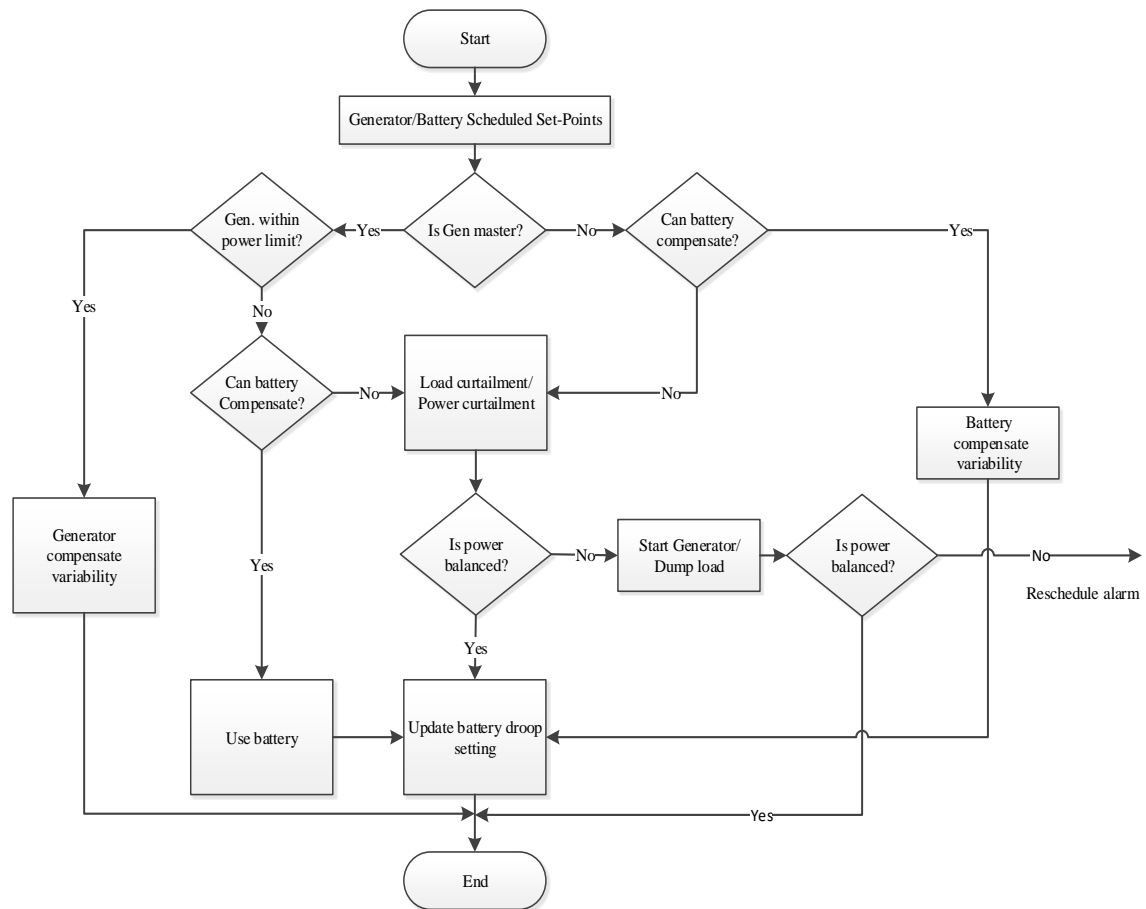 Start
Generator/Battery Scheduled Set-Points
Gen. within
power limit?
Yes
Is Gen master?
No
Can battery
compensate?
Yes
Yes
No
Can battery
Compensate?
No
Load curtailment/
Power curtailment
No
Battery
compensate
variability
Generator
compensate
variability
Yes
Is power
balanced?
No
Start Generator/
Dump load
Is power
balanced?
No
Reschedule alarm
Yes
Use battery
Update battery droop
setting
Yes
End